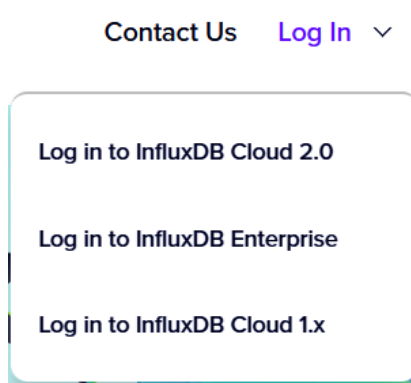 Contact Us Log In
Log in to InfluxDB Cloud 2.0
Log in to InfluxDB Enterprise
Log in to InfluxDB Cloud 1.x